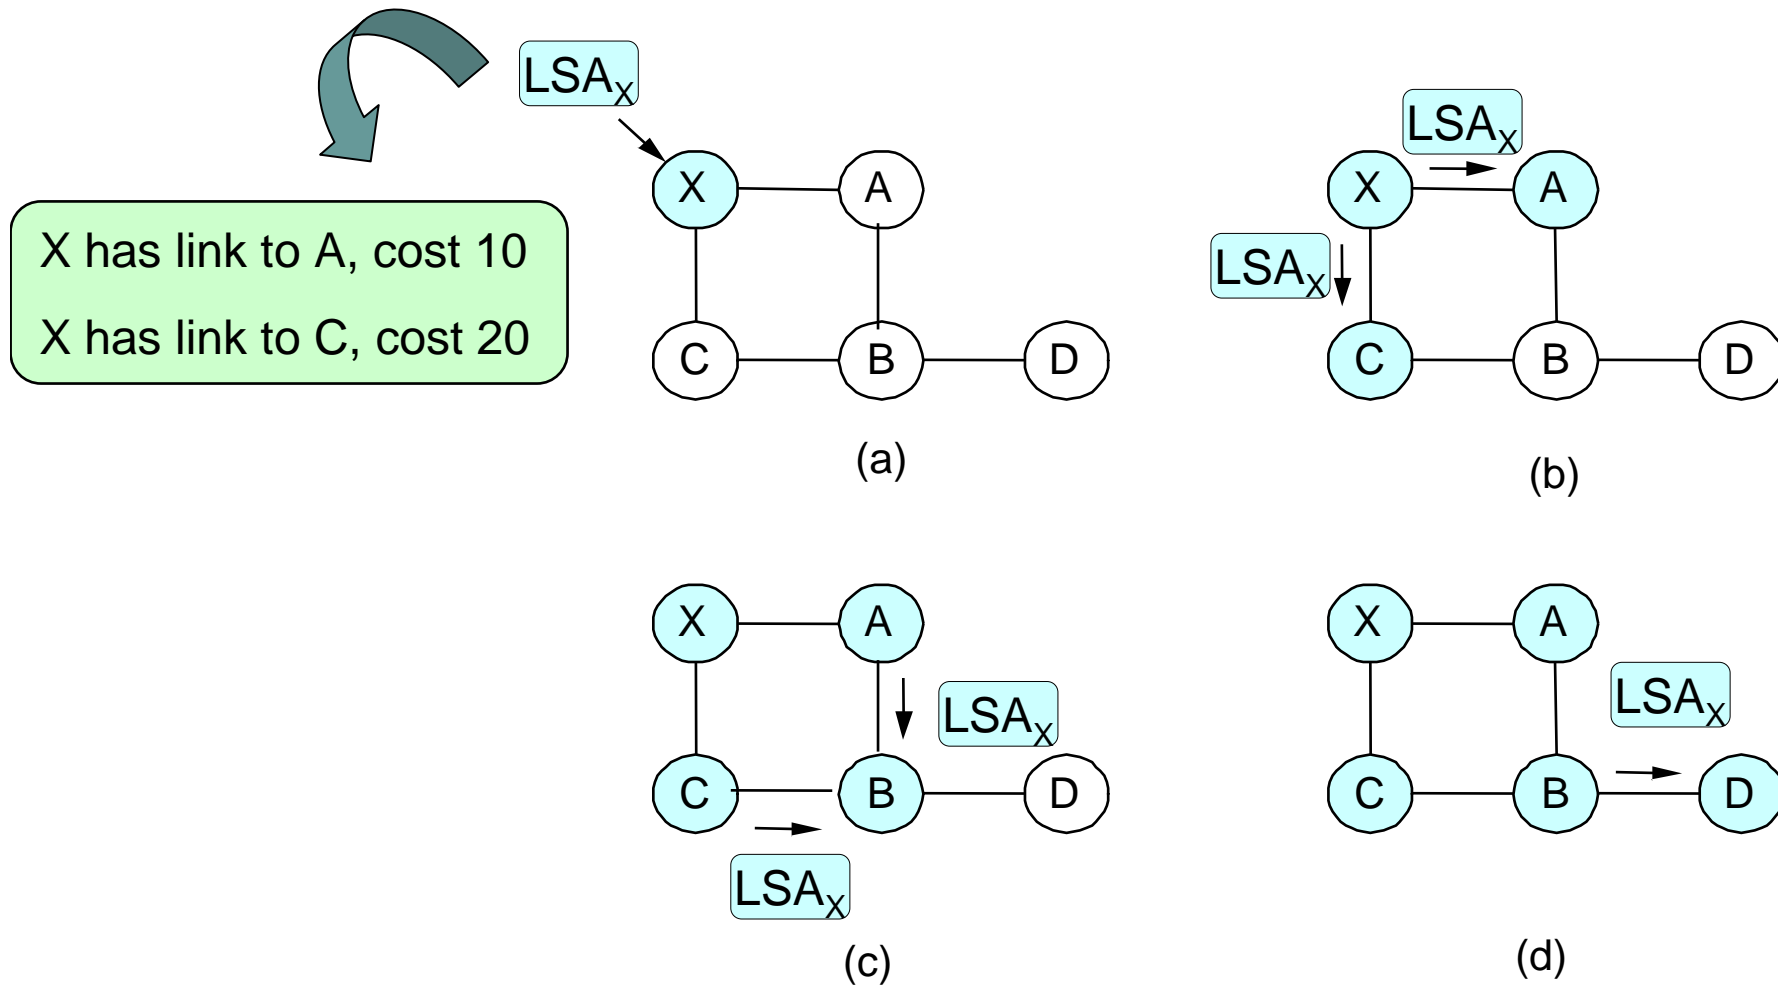 LSAX
X has link to A, cost 10
X has link to C, cost 20
X A
C B D
(a)
LSAX
X A
LSAX
C B D
(b)
X A
LSAX
C B D
LSAX
(c)
X A
LSAX
C B D
(d)